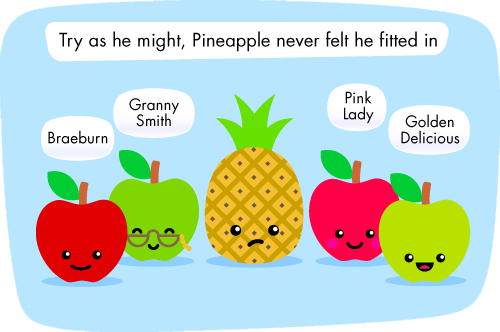 Try as he might, Pineapple never felt he fitted in
Braeburn
Granny
Smith
Pink
Lady
Golden
Delicious